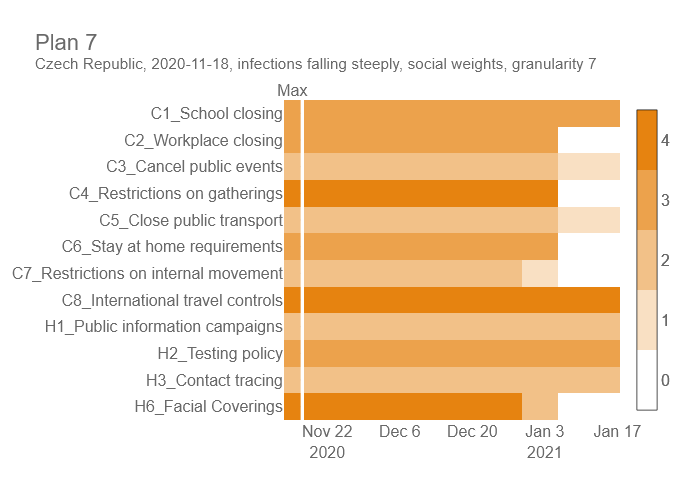 Plan 7
Czech Republic, 2020-11-18, infections falling steeply, social weights, granularity 7
Max
C1_School closing
C2_Workplace closing
C3_Cancel public events
C4_Restrictions on gatherings
C5_Close public transport
C6_Stay at home requirements
C7_Restrictions on internal movement
C8_International travel controls
H1_Public information campaigns
H2_Testing policy
H3_Contact tracing
H6_Facial Coverings
Nov 22 Dec 6 Dec 20 Jan 3 Jan 17
2020 2021
4
3
2
1
0